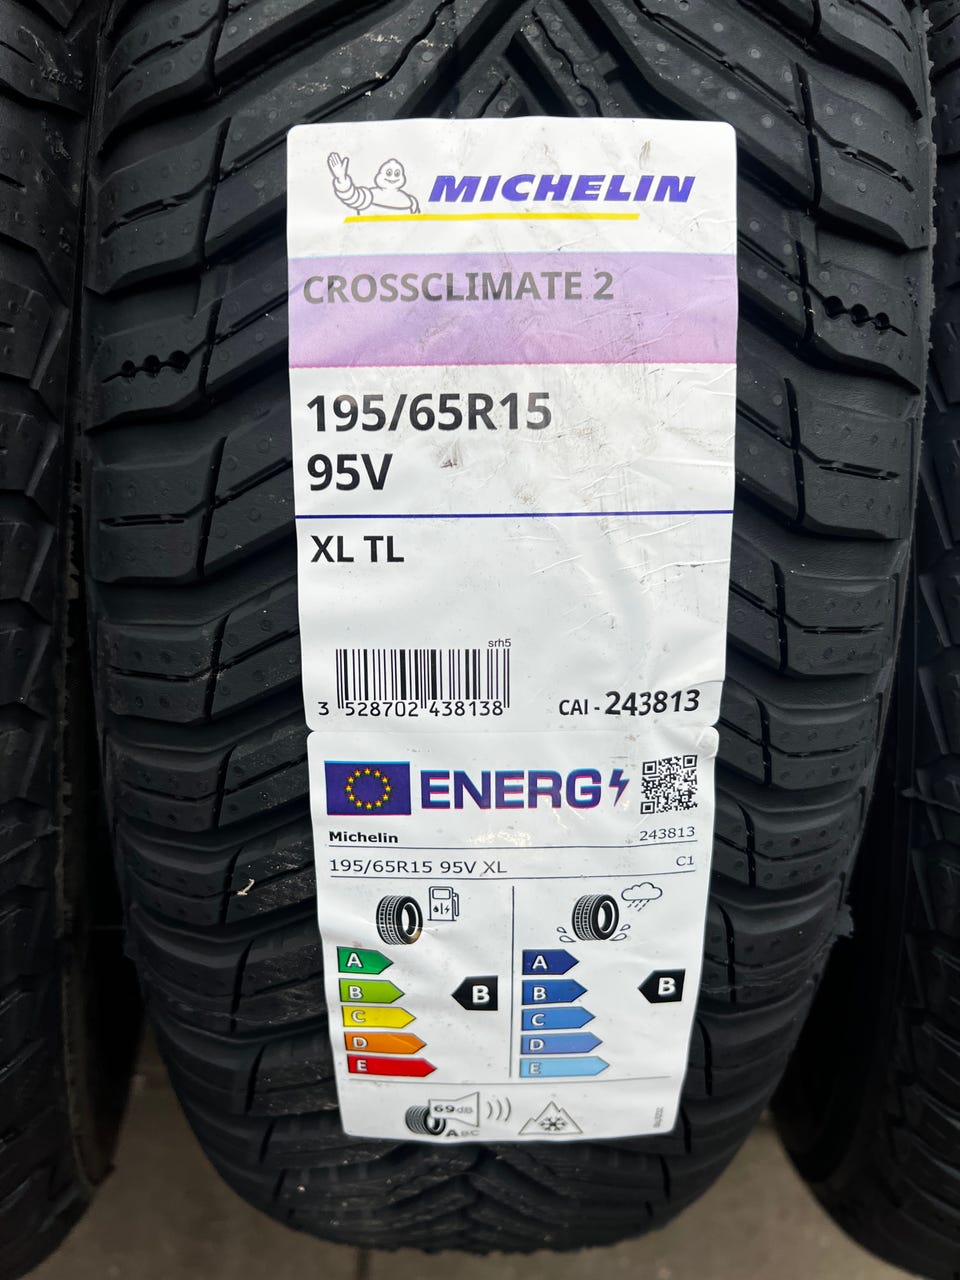 MICHELIN
CROSSCLIMATE 2
195/65R15
95V
XL TL
srh5
3 528702 438138
CAI - 243813
ENERG
Michelin 243813
195/65R15 95V XL C1
A A
B B B B
C C
D D
E E
69dB
ABC